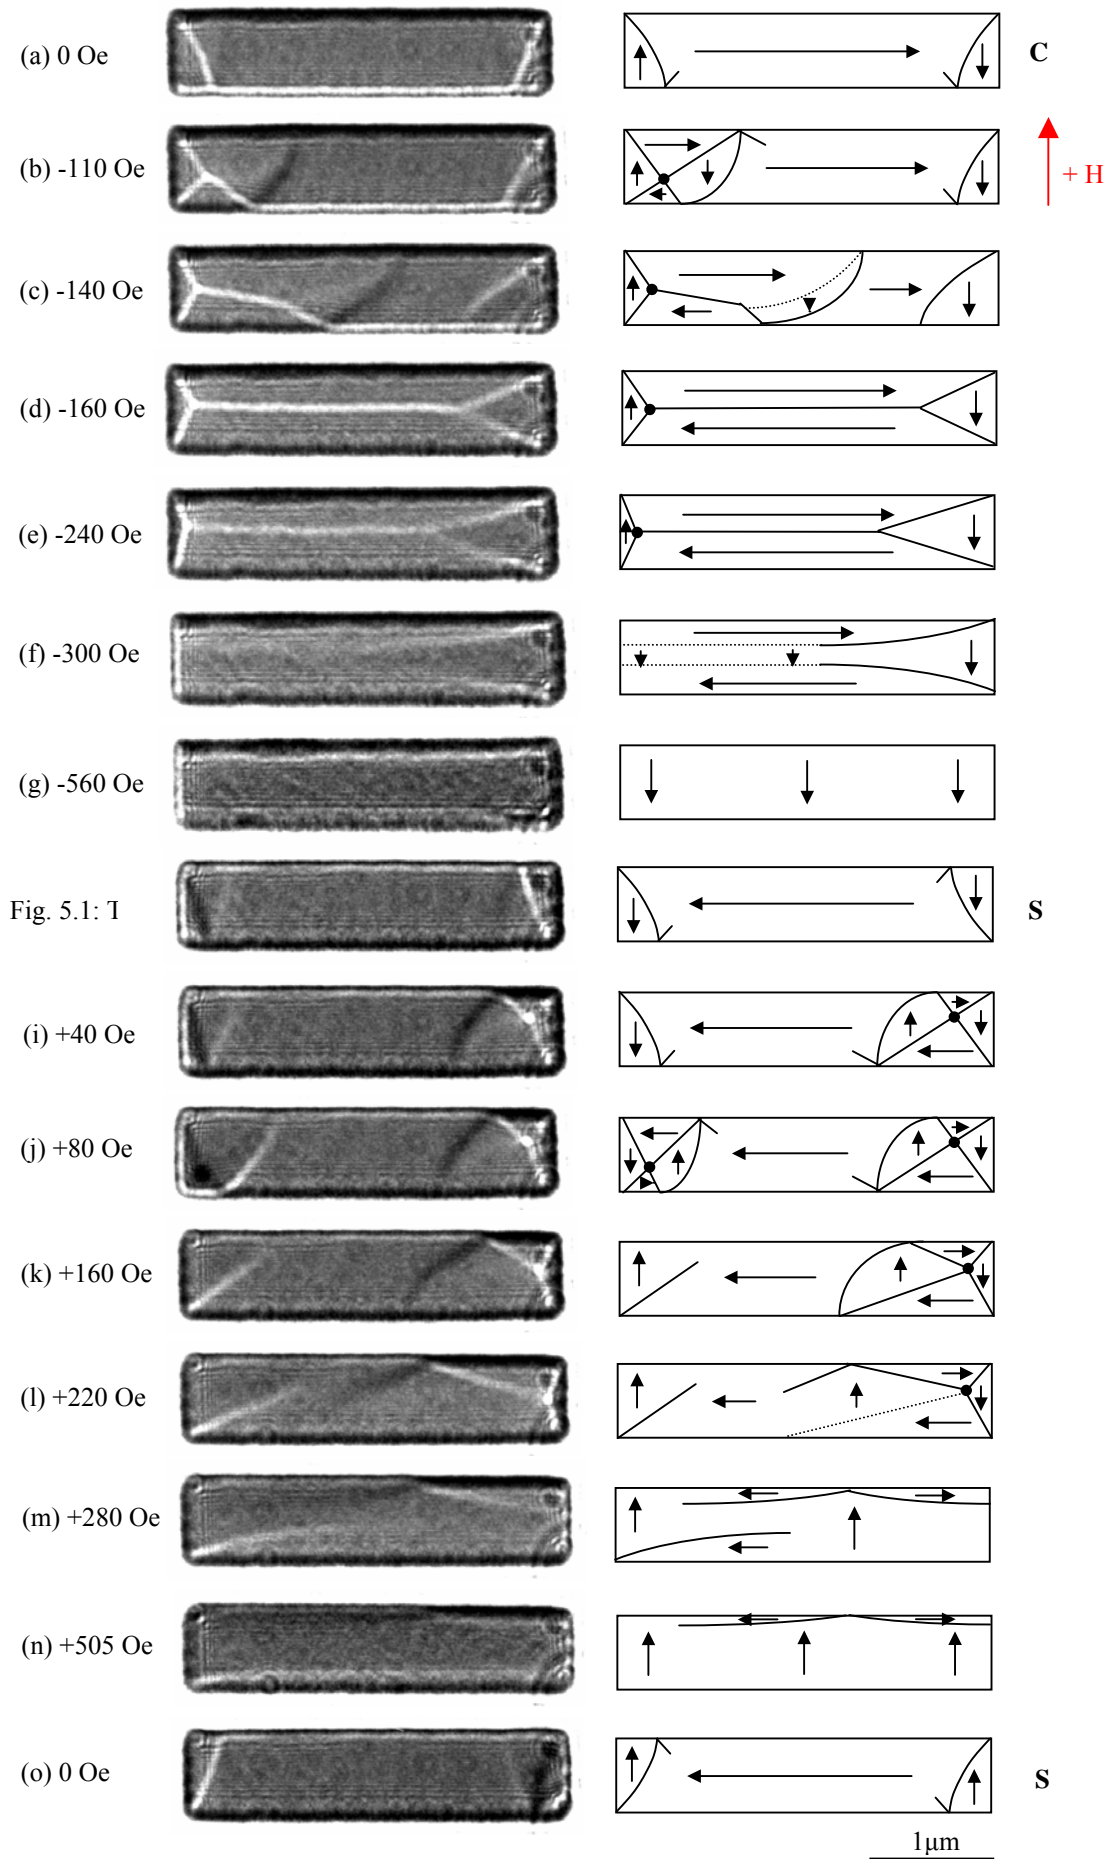 (a) 0 Oe
C
(b) -110 Oe
+ H
(c) -140 Oe
(d) -160 Oe
(e) -240 Oe
(f) -300 Oe
(g) -560 Oe
Fig. 5.1:
S
(i) +40 Oe
(j) +80 Oe
(k) +160 Oe
(l) +220 Oe
(m) +280 Oe
(n) +505 Oe
(o) 0 Oe
S
1μm